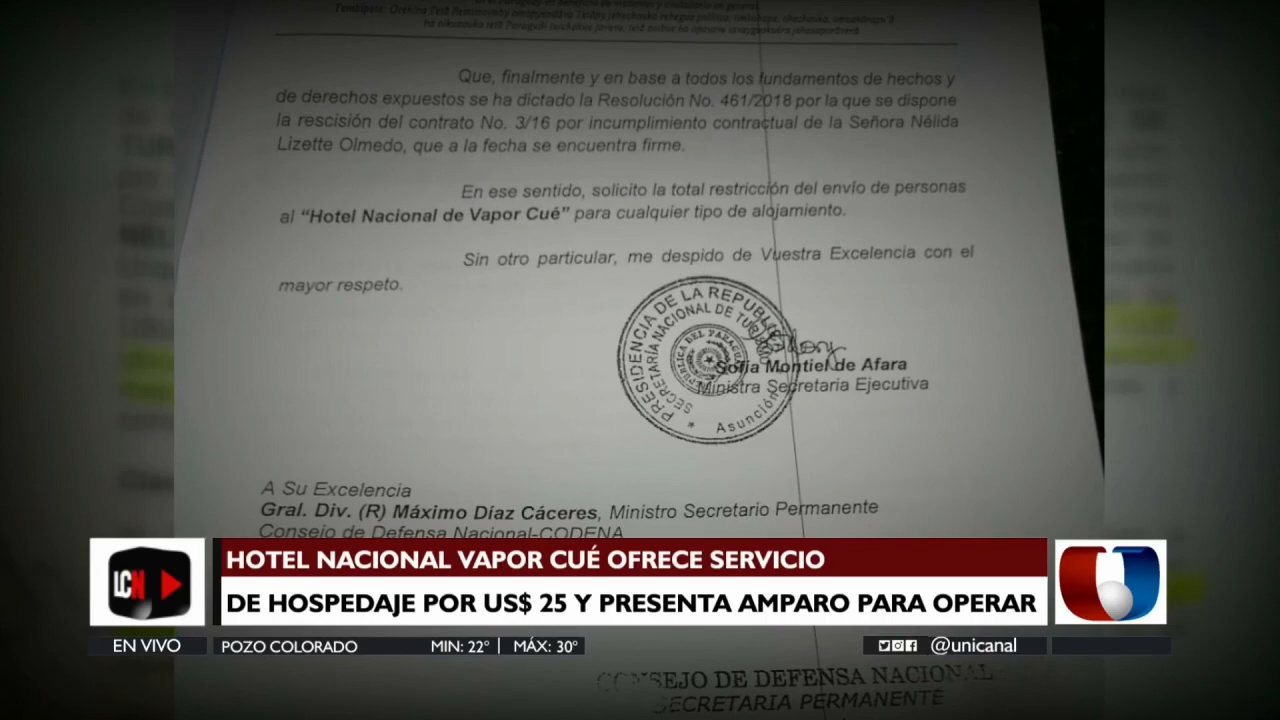 Que, finalmente y en base a todos los fundamentos de hechos y
de derechos expuestos se ha dictado la Resolución No. 461/2018 por la que se dispone
la rescisión del contrato No. 3/16 por incumplimiento contractual de la Señora Nélida
Lizette Olmedo, que a la fecha se encuentra firme.
En ese sentido, solicito la total restricción del envío de personas
al “Hotel Nacional de Vapor Cué” para cualquier tipo de alojamiento.
Sin otro particular, me despido de Vuestra Excelencia con el
mayor respeto.
PRESIDENCIA DE LA REPUBLICA
SECRETARÍA NACIONAL DE TURISMO
REPUBLICA DEL PARAGUAY
* Asunción
Sofía Montiel de Afara
Ministra Secretaria Ejecutiva
A Su Excelencia
Gral. Div. (R) Máximo Díaz Cáceres, Ministro Secretario Permanente
Consejo de Defensa Nacional-CODENA
LCN
HOTEL NACIONAL VAPOR CUÉ OFRECE SERVICIO
DE HOSPEDAJE POR US$ 25 Y PRESENTA AMPARO PARA OPERAR
EN VIVO POZO COLORADO MIN: 22° | MÁX: 30° @unicanal
CONSEJO DE DEFENSA NACIONAL
SECRETARIA PERMANENTE